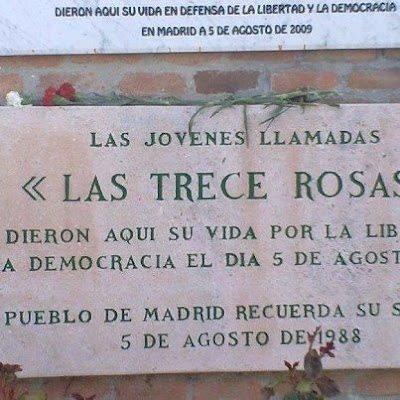 DIERON AQUI SU VIDA EN DEFENSA DE LA LIBERTAD Y LA DEMOCRACIA
EN MADRID A 5 DE AGOSTO DE 2009
LAS JOVENES LLAMADAS
« LAS TRECE ROSAS
DIERON AQUI SU VIDA POR LA LIB
A DEMOCRACIA EL DIA 5 DE AGOST
PUEBLO DE MADRID RECUERDA SU S
5 DE AGOSTO DE 1988